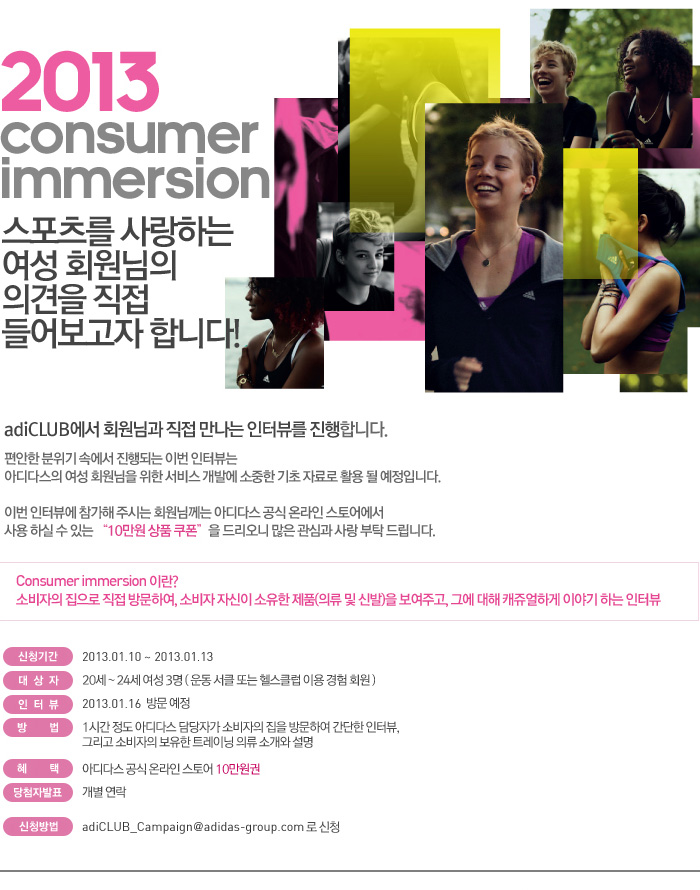 2013
consumer
immersion
스포츠를 사랑하는
여성 회원님의
의견을 직접
들어보고자 합니다!
adiCLUB에서 회원님과 직접 만나는 인터뷰를 진행합니다.
편안한 분위기 속에서 진행되는 이번 인터뷰는
아디다스의 여성 회원님을 위한 서비스 개발에 소중한 기초 자료로 활용 될 예정입니다.
이번 인터뷰에 참가해 주시는 회원님께는 아디다스 공식 온라인 스토어에서
사용 하실 수 있는 “10만원 상품 쿠폰” 을 드리오니 많은 관심과 사랑 부탁 드립니다.
Consumer immersion 이란?
소비자의 집으로 직접 방문하여, 소비자 자신이 소유한 제품(의류 및 신발)을 보여주고, 그에 대해 캐쥬얼하게 이야기 하는 인터뷰
신청기간 2013.01.10 ~ 2013.01.13
대 상 자 20세 ~ 24세 여성 3명 ( 운동 서클 또는 헬스클럽 이용 경험 회원 )
인 터 뷰 2013.01.16 방문 예정
방 법 1시간 정도 아디다스 담당자가 소비자의 집을 방문하여 간단한 인터뷰,
그리고 소비자의 보유한 트레이닝 의류 소개와 설명
혜 택 아디다스 공식 온라인 스토어 10만원권
당첨자발표 개별 연락
신청방법 adiCLUB_Campaign@adidas-group.com 로 신청